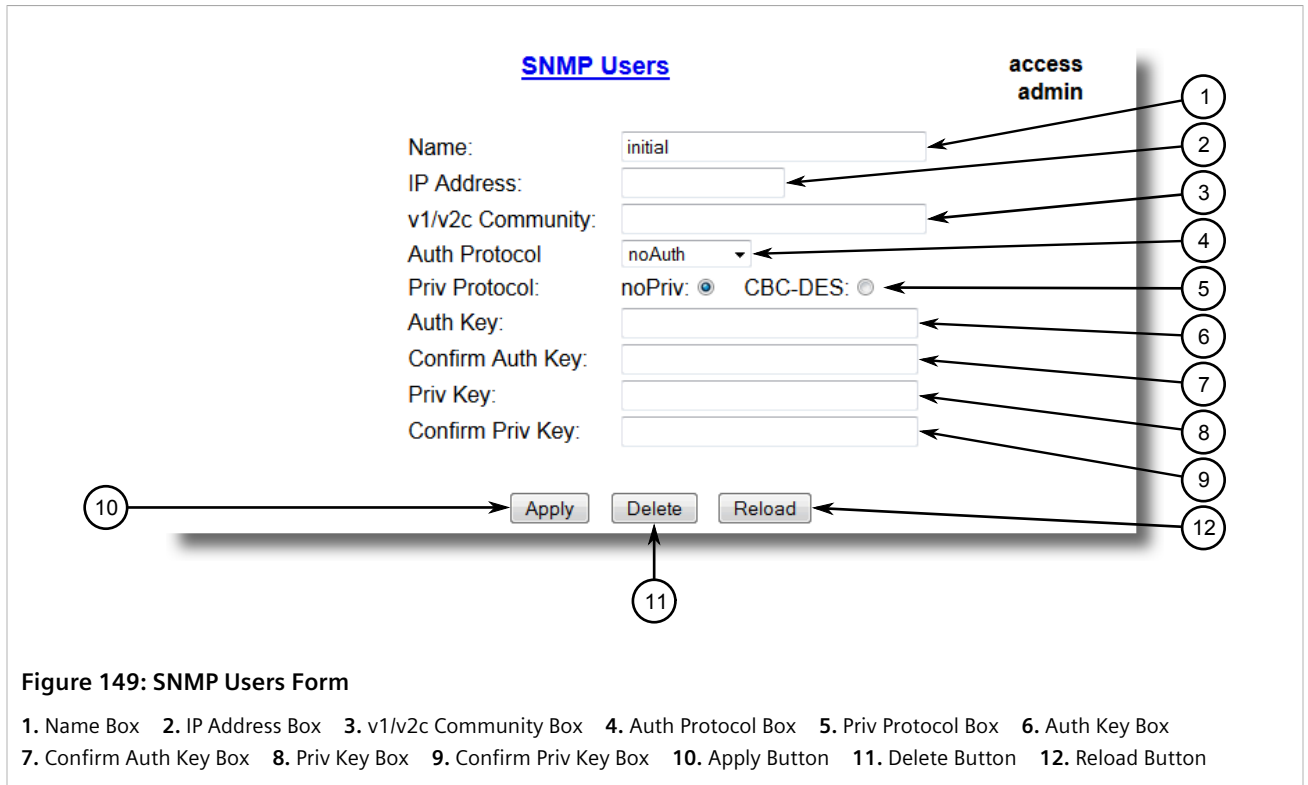 SNMP Users
access
admin
Name: initial
IP Address:
v1/v2c Community:
Auth Protocol noAuth
Priv Protocol: noPriv: CBC-DES:
Auth Key:
Confirm Auth Key:
Priv Key:
Confirm Priv Key:
Apply Delete Reload
1
2
3
4
5
6
7
8
9
10
12
11
Figure 149: SNMP Users Form
1. Name Box 2. IP Address Box 3. v1/v2c Community Box 4. Auth Protocol Box 5. Priv Protocol Box 6. Auth Key Box
7. Confirm Auth Key Box 8. Priv Key Box 9. Confirm Priv Key Box 10. Apply Button 11. Delete Button 12. Reload Button